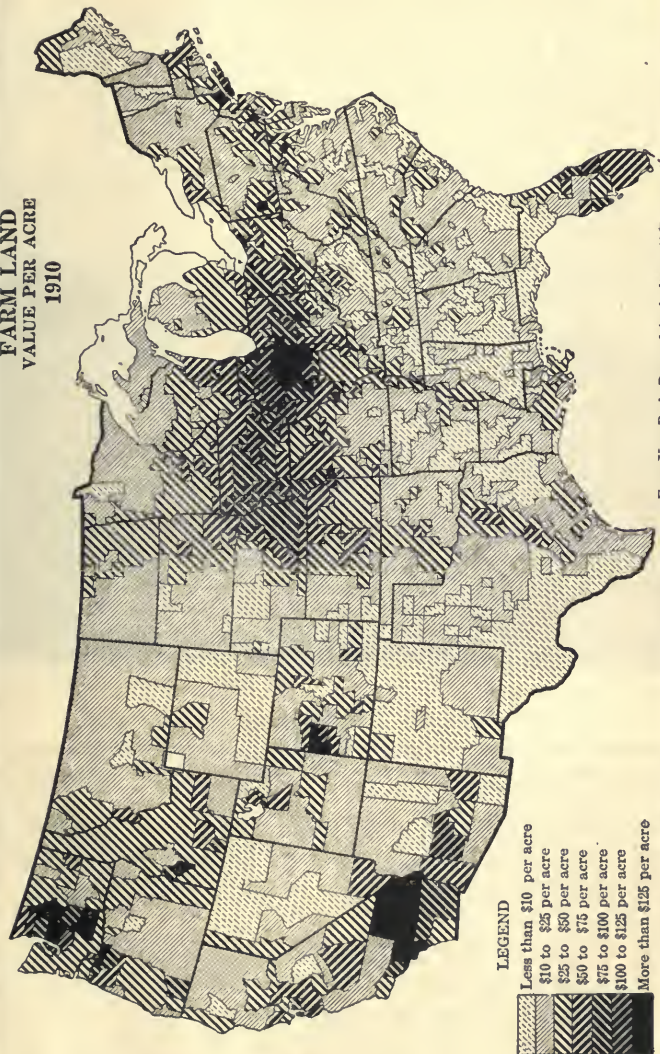 FARM LAND
VALUE PER ACRE
1910
LEGEND
Less than $10 per acre
$10 to $25 per acre
$25 to $50 per acre
$50 to $75 per acre
$75 to $100 per acre
$100 to $125 per acre
More than $125 per acre